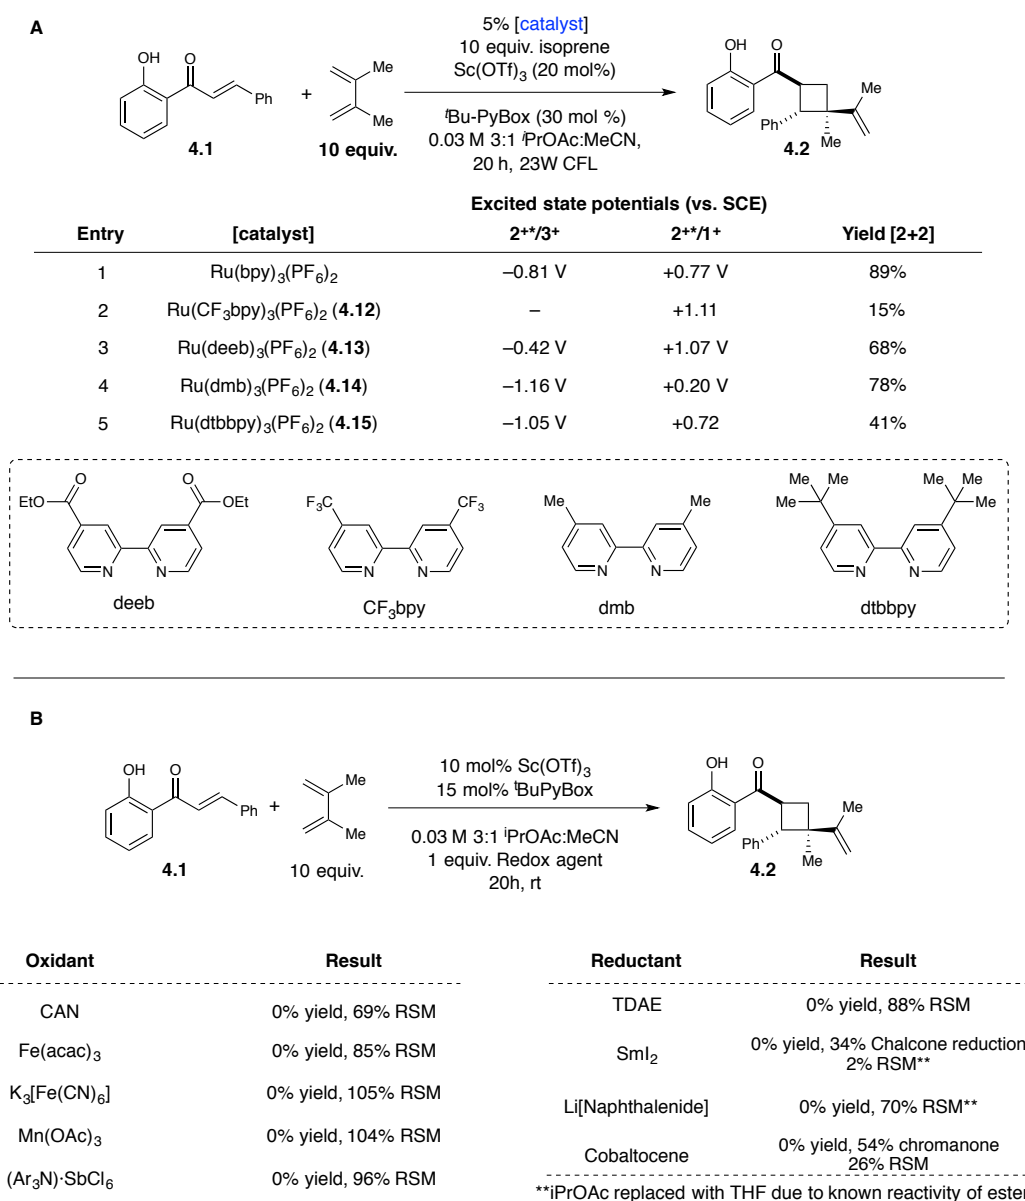 A
5% [catalyst]
10 equiv. isoprene
Sc(OTf)3 (20 mol%)
tBu-PyBox (30 mol %)
0.03 M 3:1 iPrOAc:MeCN,
20 h, 23W CFL
OH
O
Ph
4.1
+
Me
Me
10 equiv.
OH
O
Ph
Me
Me
4.2
Excited state potentials (vs. SCE)
Entry [catalyst] 2+*/3+ 2+*/1+ Yield [2+2]
1 Ru(bpy)3(PF6)2 –0.81 V +0.77 V 89%
2 Ru(CF3bpy)3(PF6)2 (4.12) – +1.11 15%
3 Ru(deeb)3(PF6)2 (4.13) –0.42 V +1.07 V 68%
4 Ru(dmb)3(PF6)2 (4.14) –1.16 V +0.20 V 78%
5 Ru(dtbbpy)3(PF6)2 (4.15) –1.05 V +0.72 41%
O O
EtO OEt
N N
deeb
F3C CF3
N N
CF3bpy
Me Me
N N
dmb
Me Me Me Me
Me Me
N N
dtbbpy
B
10 mol% Sc(OTf)3
15 mol% tBuPyBox
0.03 M 3:1 iPrOAc:MeCN
1 equiv. Redox agent
20h, rt
OH
O
Ph
4.1
+
Me
Me
10 equiv.
OH
O
Ph
Me
Me
4.2
Oxidant Result
CAN 0% yield, 69% RSM
Fe(acac)3 0% yield, 85% RSM
K3[Fe(CN)6] 0% yield, 105% RSM
Mn(OAc)3 0% yield, 104% RSM
(Ar3N)·SbCl6 0% yield, 96% RSM
Reductant Result
TDAE 0% yield, 88% RSM
SmI2 0% yield, 34% Chalcone reduction
2% RSM**
Li[Naphthalenide] 0% yield, 70% RSM**
Cobaltocene 0% yield, 54% chromanone
26% RSM
**iPrOAc replaced with THF due to known reactivity of ester